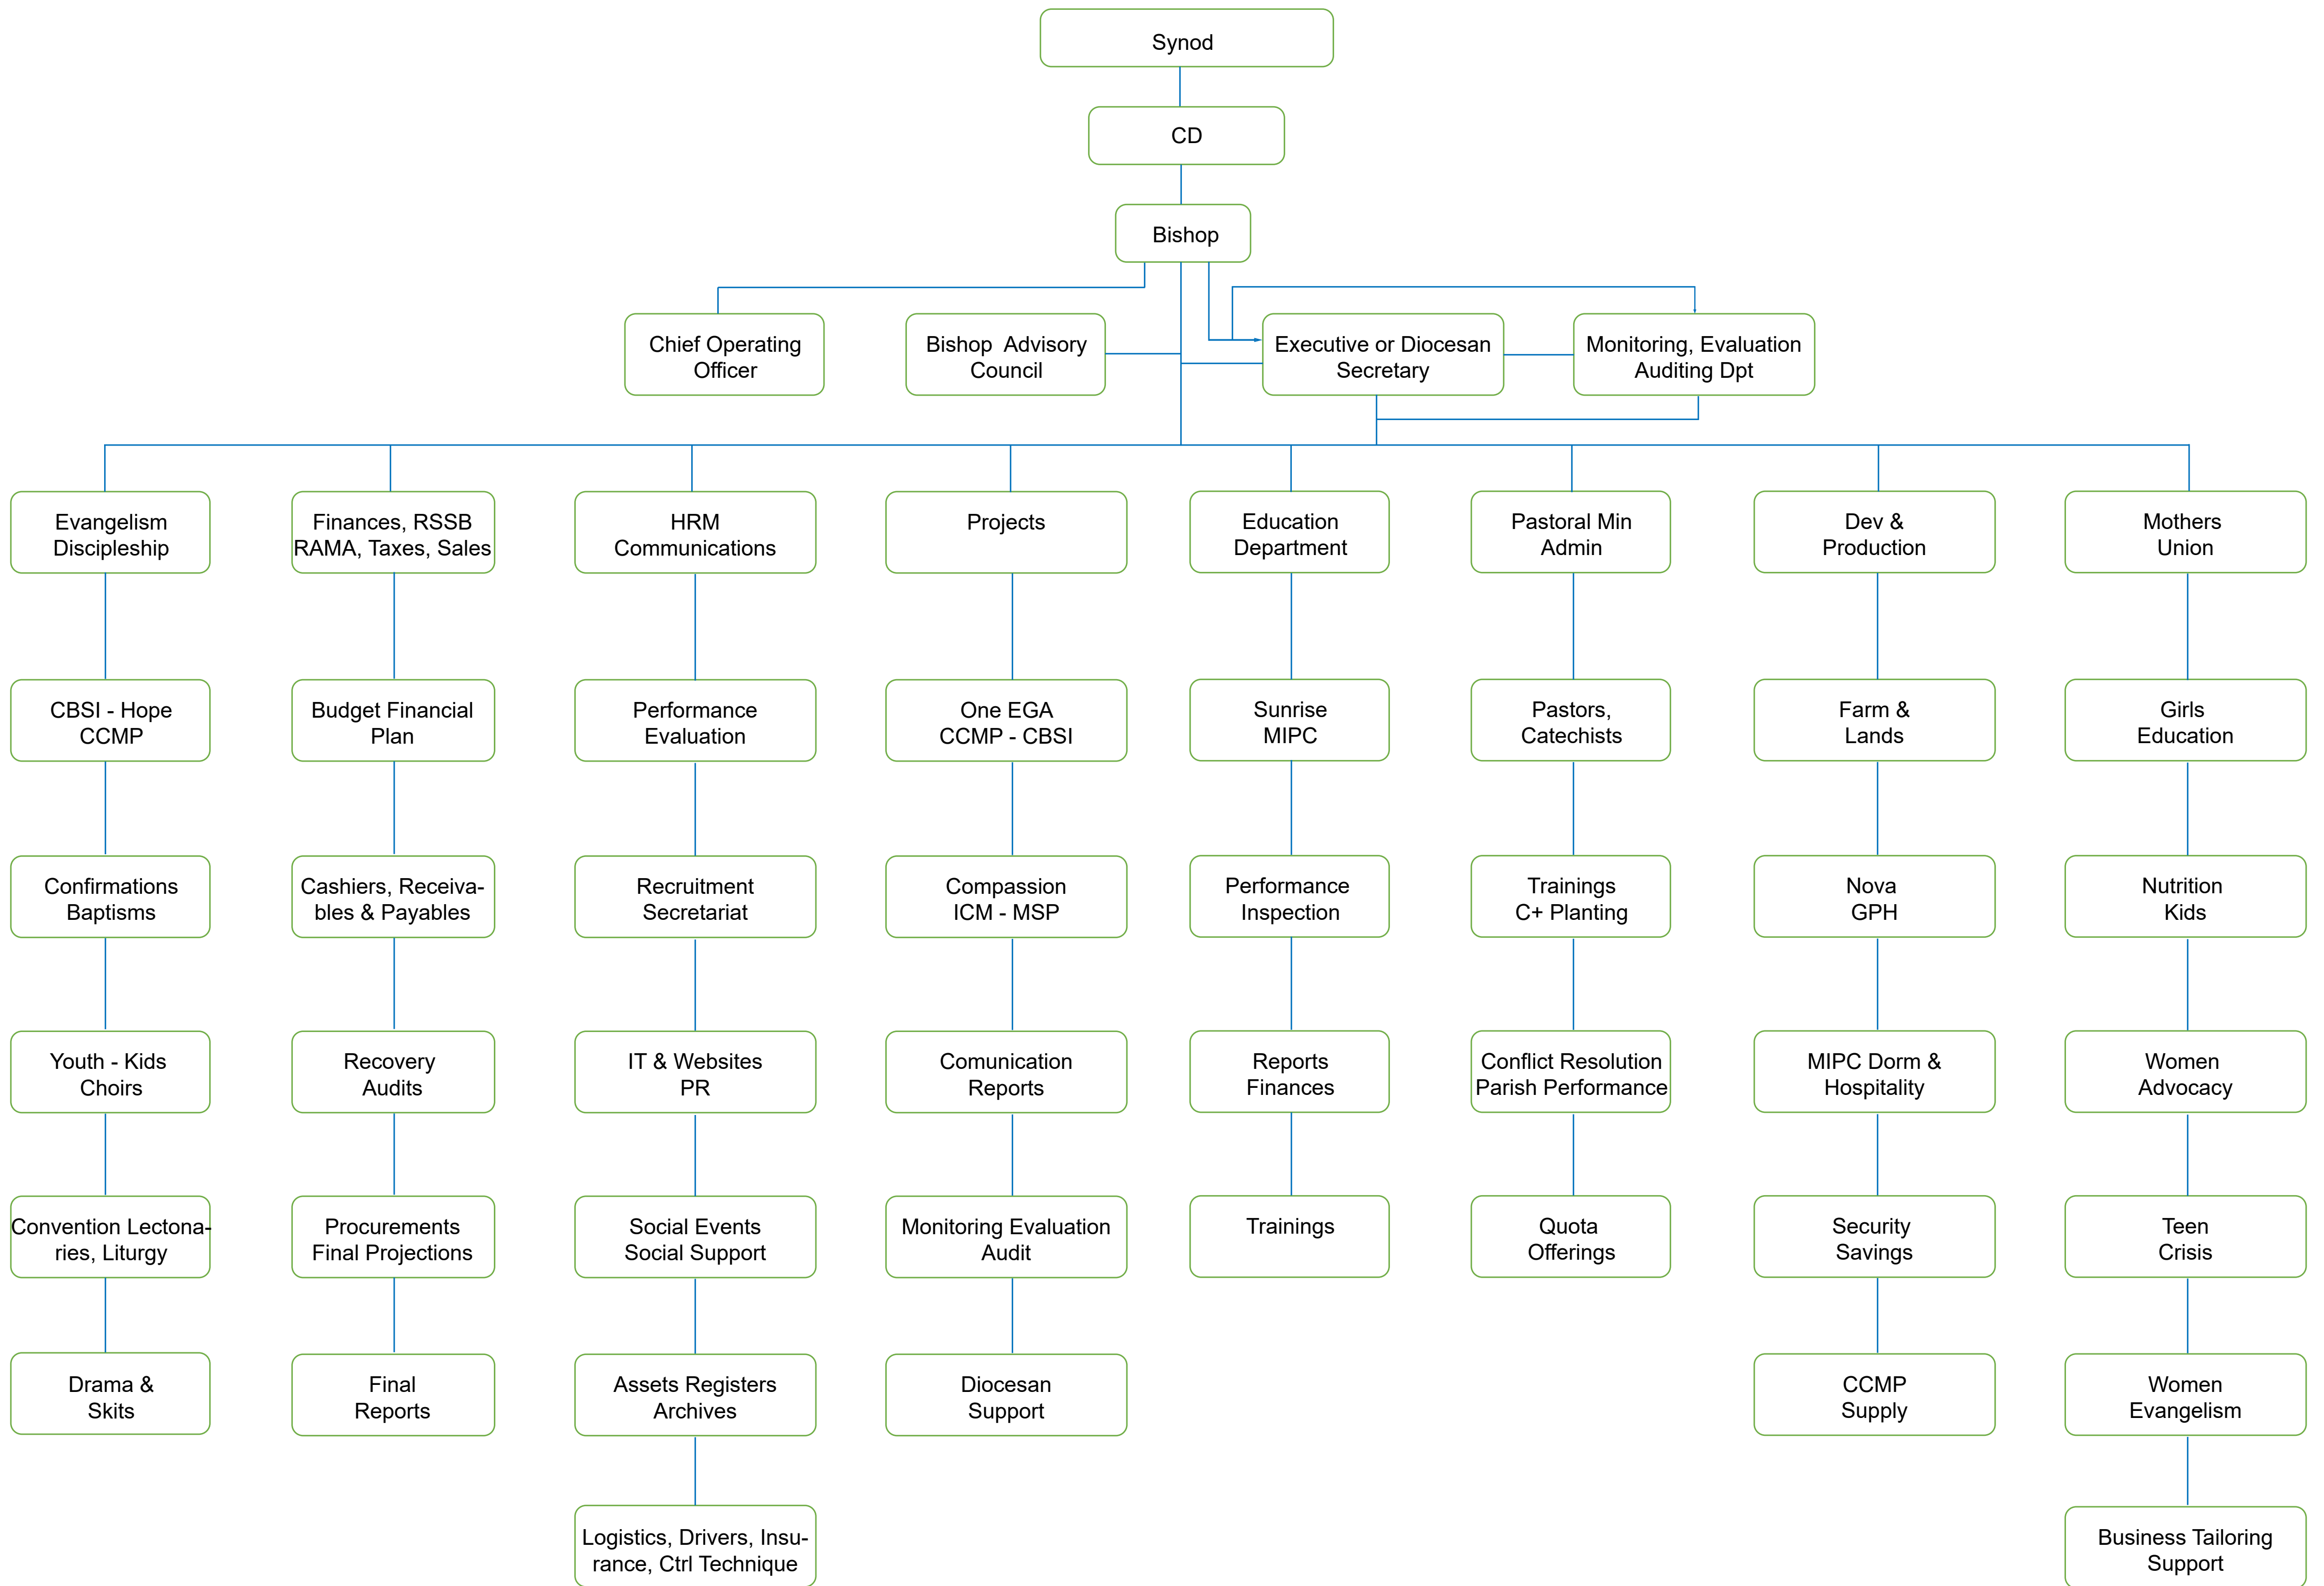 Synod
CD
Bishop
Chief Operating
Officer
Bishop Advisory
Council
Executive or Diocesan
Secretary
Monitoring, Evaluation
Auditing Dpt
Evangelism
Discipleship
Finances, RSSB
RAMA, Taxes, Sales
HRM
Communications
Projects
Education
Department
Pastoral Min
Admin
Dev &
Production
Mothers
Union
CBSI - Hope
CCMP
Budget Financial
Plan
Performance
Evaluation
One EGA
CCMP - CBSI
Sunrise
MIPC
Pastors,
Catechists
Farm &
Lands
Girls
Education
Confirmations
Baptisms
Cashiers, Receiva-
bles & Payables
Recruitment
Secretariat
Compassion
ICM - MSP
Performance
Inspection
Trainings
C+ Planting
Nova
GPH
Nutrition
Kids
Youth - Kids
Choirs
Recovery
Audits
IT & Websites
PR
Comunication
Reports
Reports
Finances
Conflict Resolution
Parish Performance
MIPC Dorm &
Hospitality
Women
Advocacy
Convention Lectona-
ries, Liturgy
Procurements
Final Projections
Social Events
Social Support
Monitoring Evaluation
Audit
Trainings
Quota
Offerings
Security
Savings
Teen
Crisis
Drama &
Skits
Final
Reports
Assets Registers
Archives
Diocesan
Support
CCMP
Supply
Women
Evangelism
Logistics, Drivers, Insu-
rance, Ctrl Technique
Business Tailoring
Support